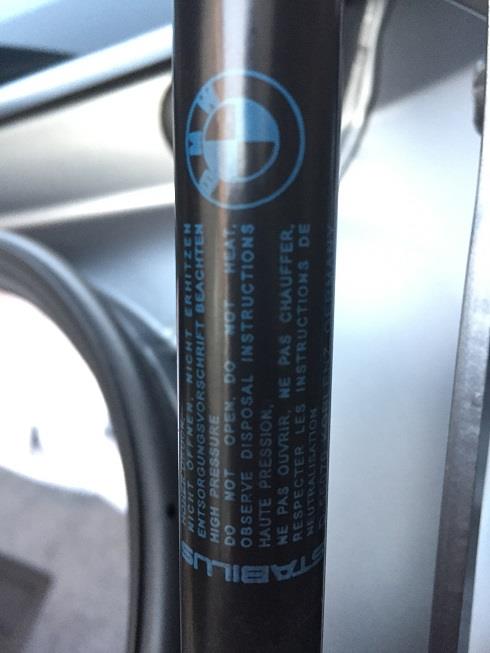 BMW
NICHT ÖFFNEN, NICHT ERHITZEN
ENTSORGUNGSVORSCHRIFT BEACHTEN
HIGH PRESSURE
DO NOT OPEN, DO NOT HEAT,
OBSERVE DISPOSAL INSTRUCTIONS
HAUTE PRESSION,
NE PAS OUVRIR, NE PAS CHAUFFER,
RESPECTER LES INSTRUCTIONS DE
NEUTRALISATION
STABILUS